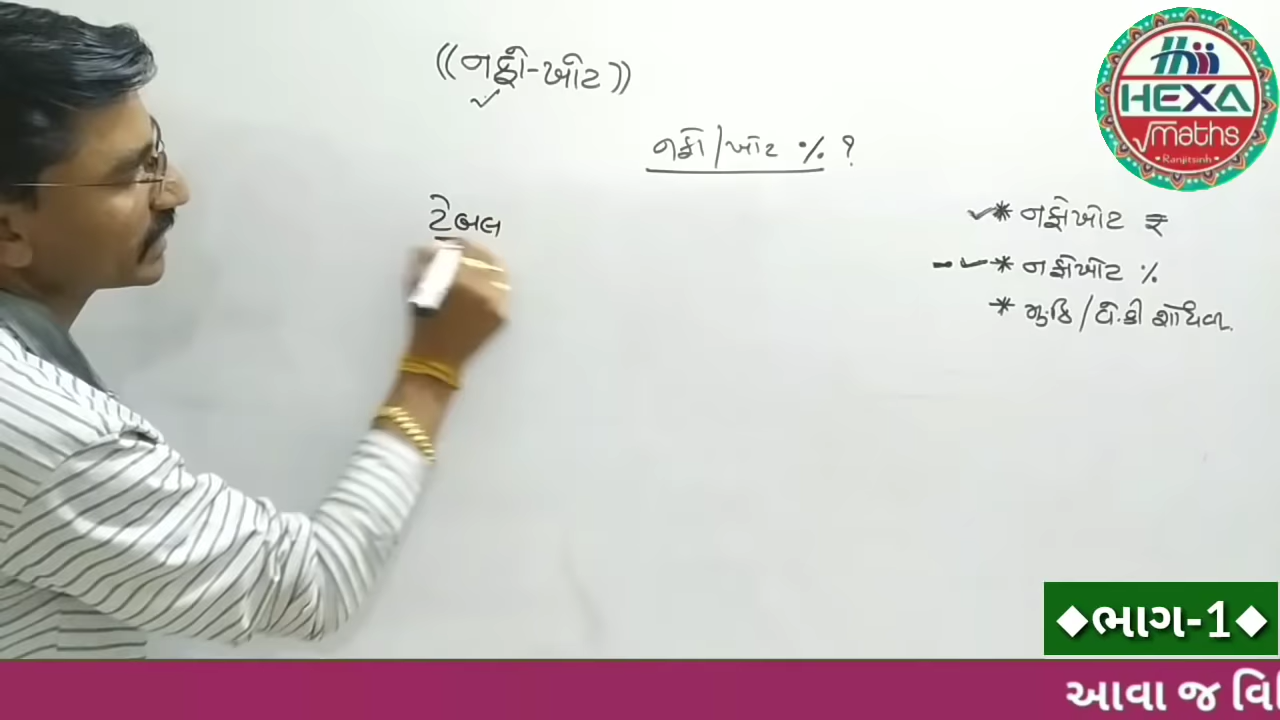 ((નફો-ખોટ))
નફો/ખોટ % ?
ટેબલ
* નફોખોટ ₹
* નફોખોટ %
* મુ.કિં/વે.કિં શોધવા
HEXA
√maths
• Ranjitsinh •
◆ભાગ-1◆
આવા જ